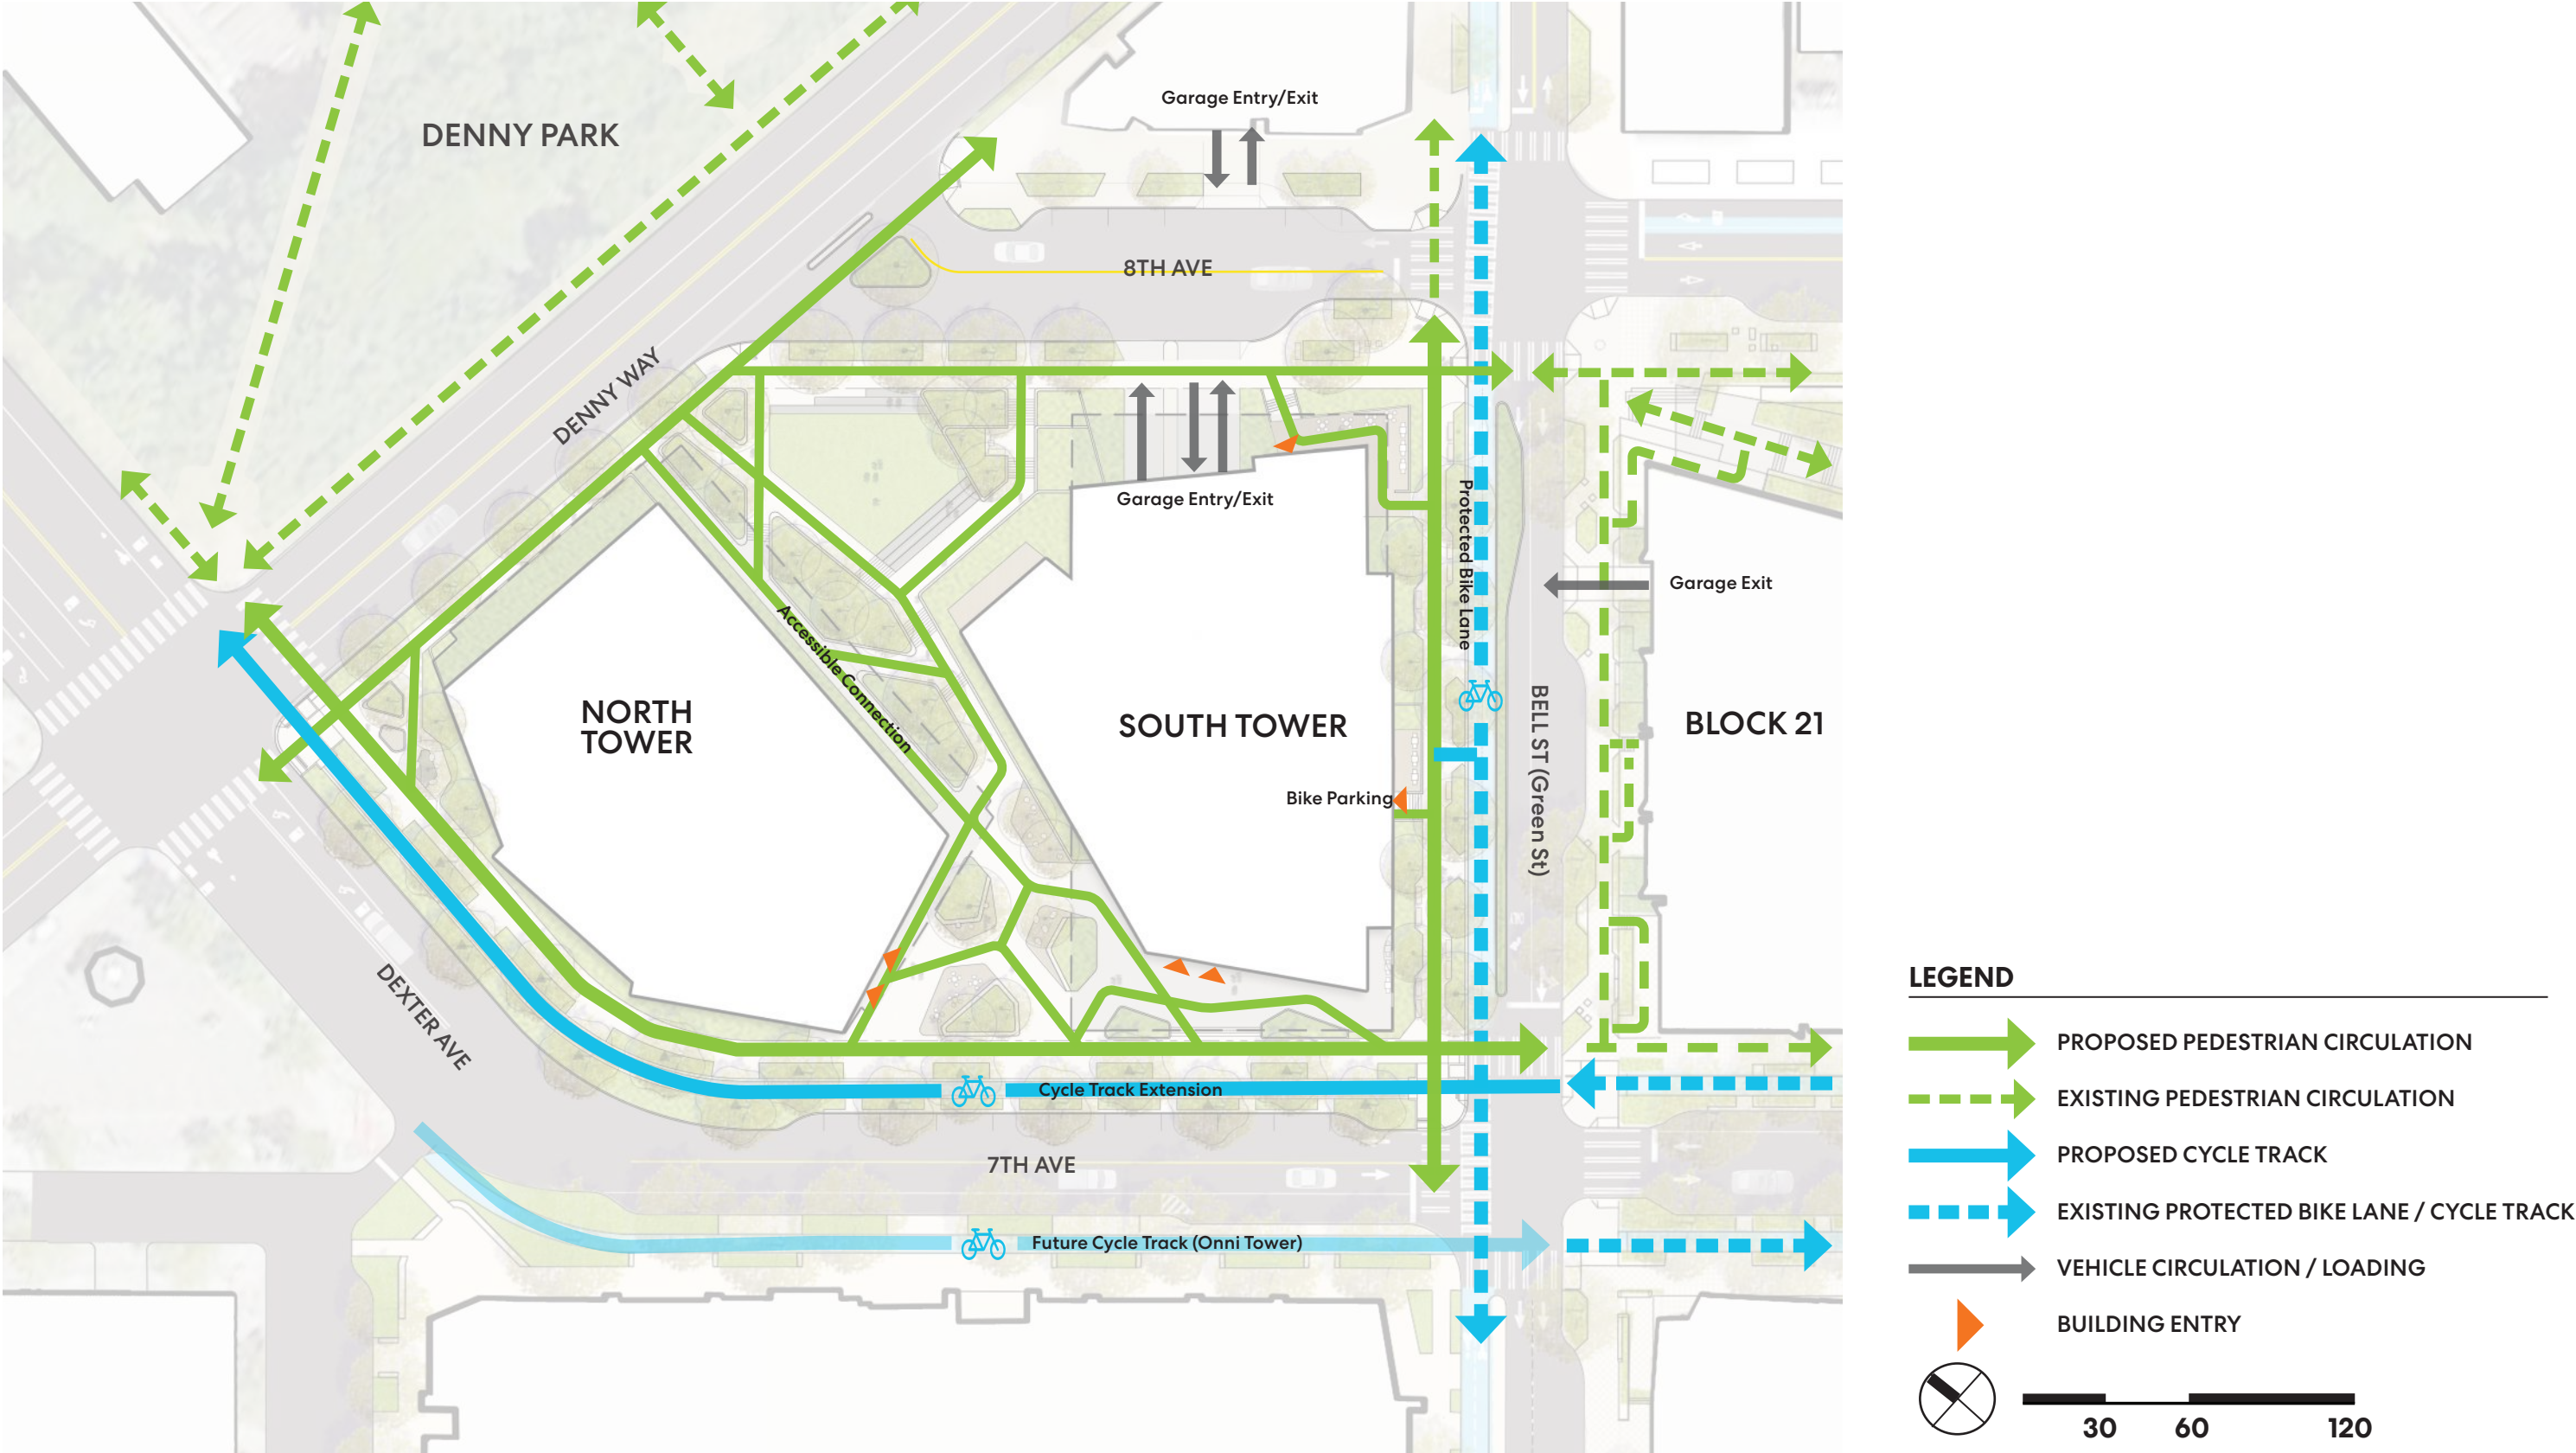 Garage Entry/Exit
DENNY PARK
8TH AVE
DENNY WAY
Garage Entry/Exit
Protected Bike Lane
Garage Exit
Accessible Connection
NORTH
TOWER
SOUTH TOWER
BELL ST (Green St)
BLOCK 21
Bike Parking
DEXTER AVE
Cycle Track Extension
7TH AVE
Future Cycle Track (Onni Tower)
LEGEND
PROPOSED PEDESTRIAN CIRCULATION
EXISTING PEDESTRIAN CIRCULATION
PROPOSED CYCLE TRACK
EXISTING PROTECTED BIKE LANE / CYCLE TRACK
VEHICLE CIRCULATION / LOADING
BUILDING ENTRY
30 60 120